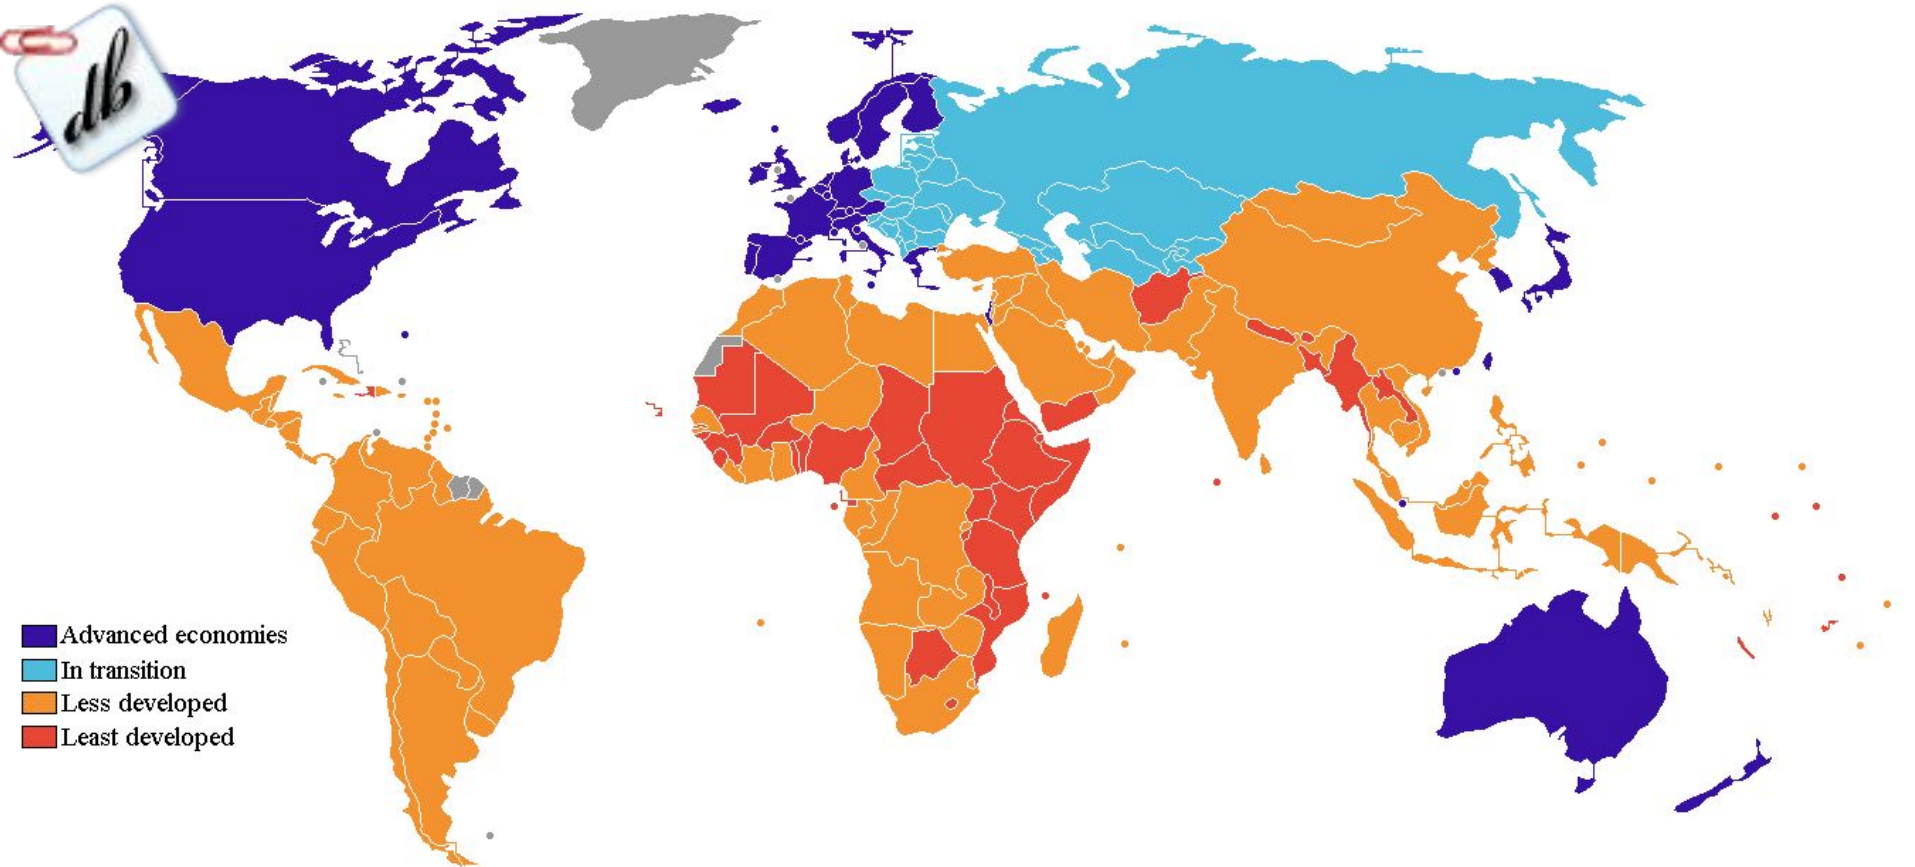 db
Advanced economies
In transition
Less developed
Least developed